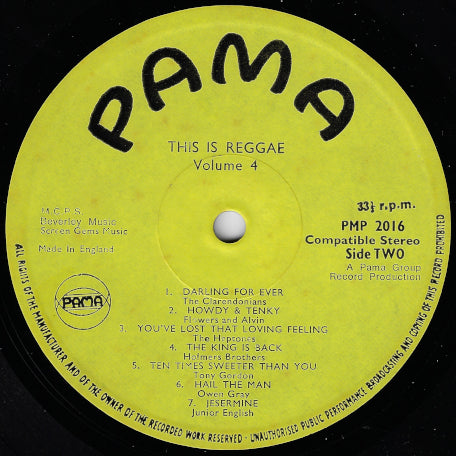 PAMA
THIS IS REGGAE
Volume 4
M.C.P.S.
Beverley Music
Screen Gems Music
Made in England
33⅓ r.p.m.
PMP 2016
Compatible Stereo
Side TWO
A Pama Group
Record Production
PAMA
1. DARLING FOR EVER
The Clarendonians
2. HOWDY & TENKY
Flowers and Alvin
3. YOU'VE LOST THAT LOVING FEELING
The Heptones
4. THE KING IS BACK
Hofners Brothers
5. TEN TIMES SWEETER THAN YOU
Tony Gordon
6. HAIL THE MAN
Owen Gray
7. JESERMINE
Junior English
ALL RIGHTS OF THE MANUFACTURER AND OF THE OWNER OF THE RECORDED WORK RESERVED - UNAUTHORISED PUBLIC PERFORMANCE BROADCASTING AND COPYING OF THIS RECORD PROHIBITED